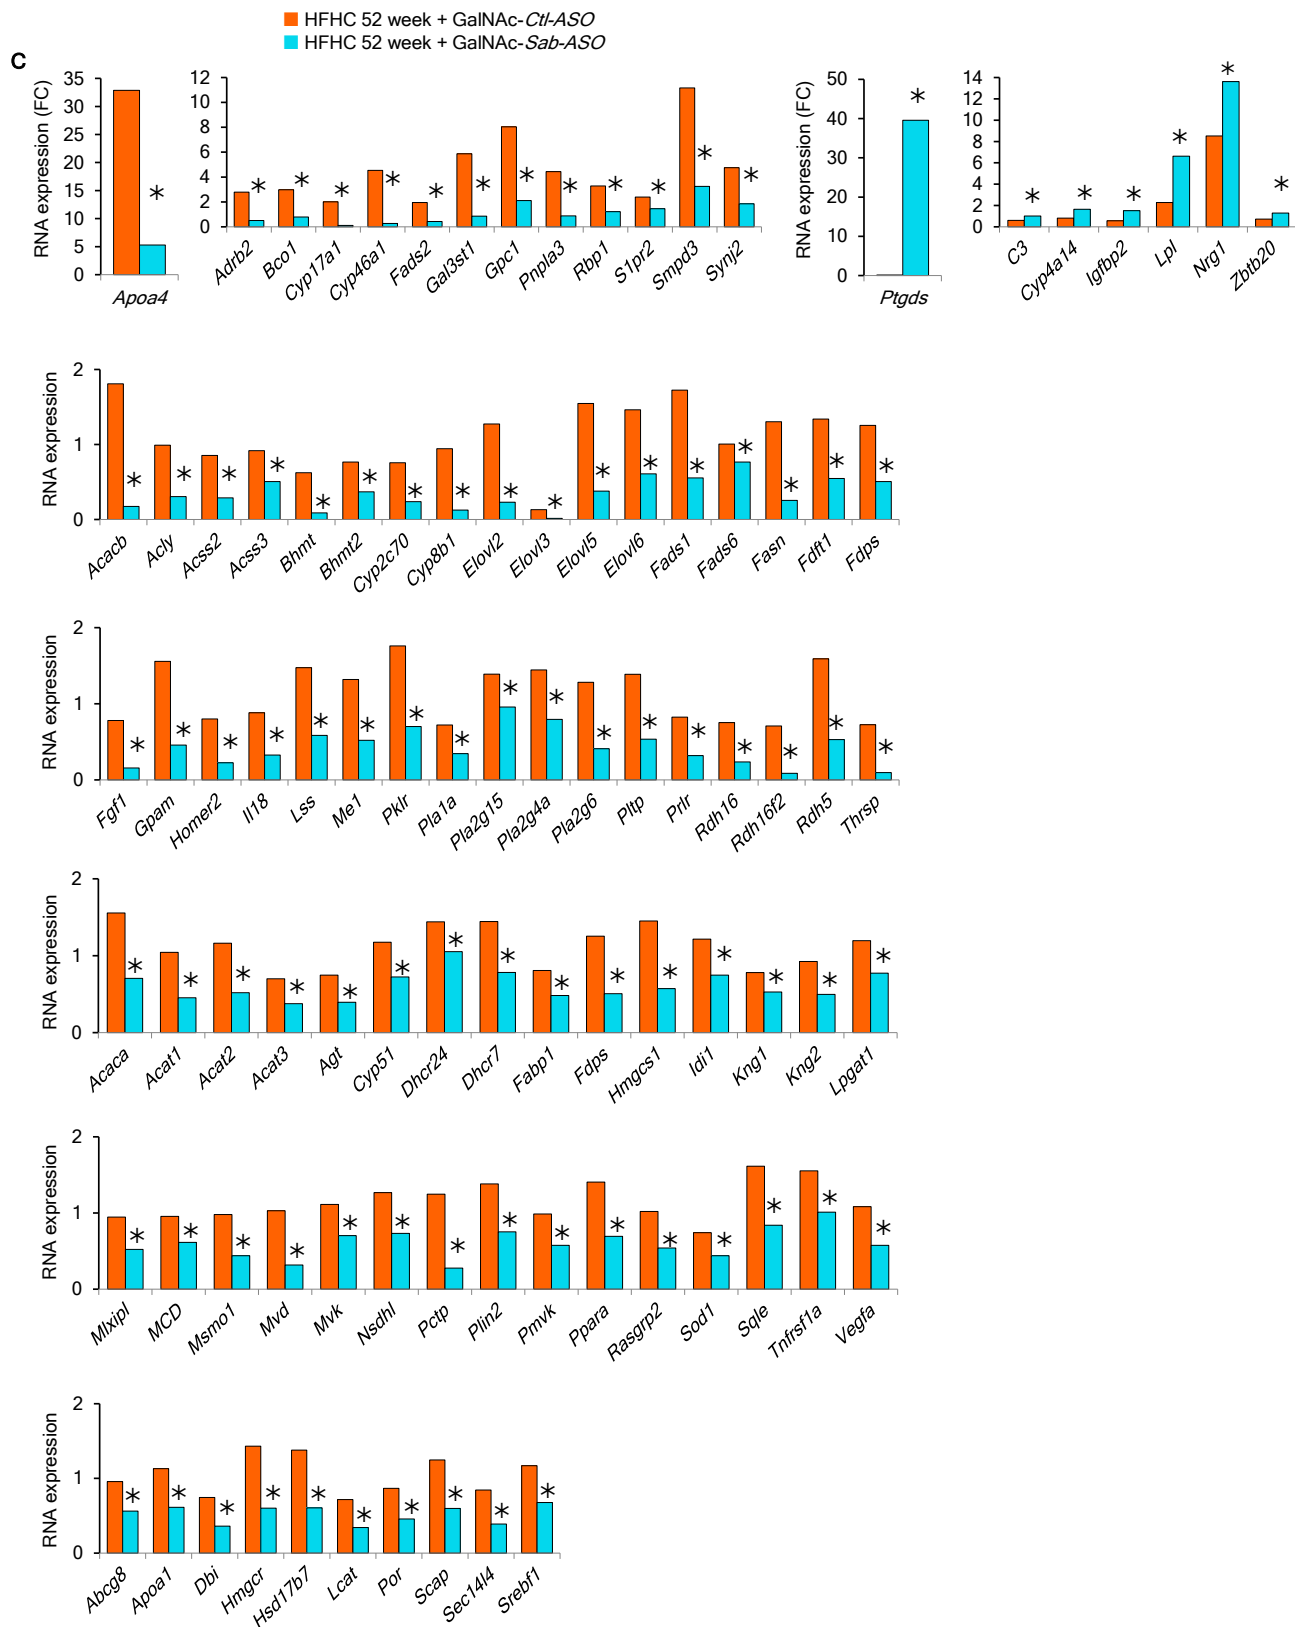 HFHC 52 week + GalNAc-Ctl-ASO
HFHC 52 week + GalNAc-Sab-ASO
C
RNA expression (FC)
35
30
25
20
15
10
5
0
*
Apoa4
12
10
8
6
4
2
0
* * * * * * * * * * * *
Adrb2 Bco1 Cyp17a1 Cyp46a1 Fads2 Gal3st1 Gpc1 Pnpla3 Rbp1 S1pr2 Smpd3 Synj2
RNA expression (FC)
50
40
30
20
10
0
*
Ptgds
14
12
10
8
6
4
2
0
* * * * * *
C3 Cyp4a14 Igfbp2 Lpl Nrg1 Zbtb20
RNA expression
2
1
0
* * * * * * * * * * * * * * * * *
Acacb Acly Acss2 Acss3 Bhmt Bhmt2 Cyp2c70 Cyp8b1 Elovl2 Elovl3 Elovl5 Elovl6 Fads1 Fads6 Fasn Fdft1 Fdps
RNA expression
2
1
0
* * * * * * * * * * * * * * * * *
Fgf1 Gpam Homer2 Il18 Lss Me1 Pklr Pla1a Pla2g15 Pla2g4a Pla2g6 Pltp Prlr Rdh16 Rdh16f2 Rdh5 Thrsp
RNA expression
2
1
0
* * * * * * * * * * * * * * *
Acaca Acat1 Acat2 Acat3 Agt Cyp51 Dhcr24 Dhcr7 Fabp1 Fdps Hmgcs1 Idi1 Kng1 Kng2 Lpgat1
RNA expression
2
1
0
* * * * * * * * * * * * * * *
Mlxipl MCD Msmo1 Mvd Mvk Nsdhl Pctp Plin2 Pmvk Ppara Rasgrp2 Sod1 Sqle Tnfrsf1a Vegfa
RNA expression
2
1
0
* * * * * * * * * *
Abcg8 Apoa1 Dbi Hmgcr Hsd17b7 Lcat Por Scap Sec14l4 Srebf1